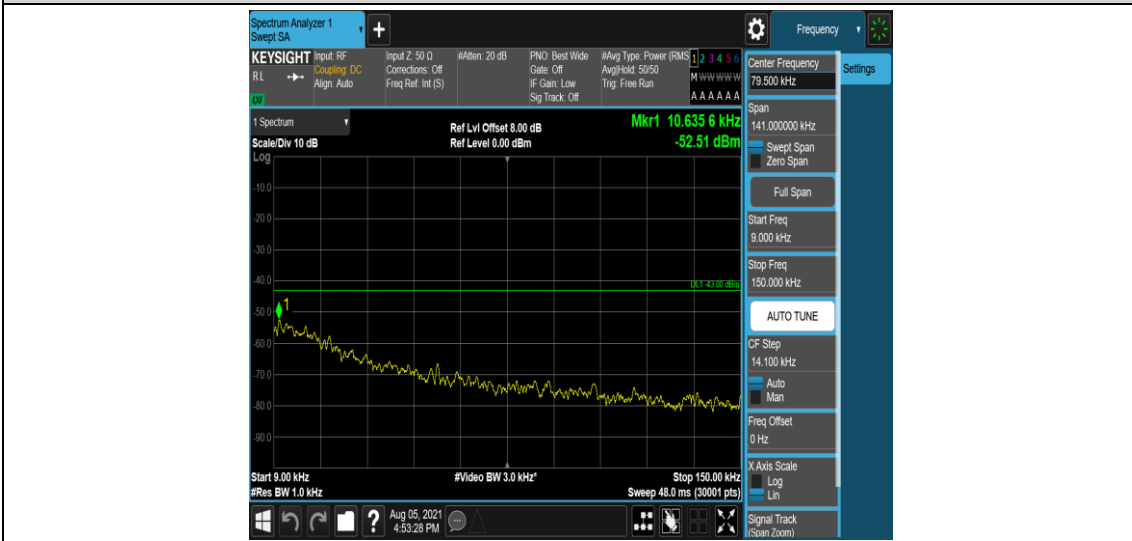 Spectrum Analyzer 1
Swept SA
+
Frequency
KEYSIGHT
RL
LXI
Input: RF
Coupling: DC
Align: Auto
Input Z: 50 Ω
Corrections: Off
Freq Ref: Int (S)
#Atten: 20 dB
PNO: Best Wide
Gate: Off
IF Gain: Low
Sig Track: Off
#Avg Type: Power (RMS
Avg|Hold: 50/50
Trig: Free Run
1 2 3 4 5 6
M W W W W W
A A A A A A
1 Spectrum
Scale/Div 10 dB
Log
Ref Lvl Offset 8.00 dB
Ref Level 0.00 dBm
Mkr1 10.635 6 kHz
-52.51 dBm
-10.0
-20.0
-30.0
-40.0
DL1 -43.00 dBm
-50.0
1
-60.0
-70.0
-80.0
-90.0
Start 9.00 kHz
#Res BW 1.0 kHz
#Video BW 3.0 kHz*
Stop 150.00 kHz
Sweep 48.0 ms (30001 pts)
?
Aug 05, 2021
4:53:28 PM
Center Frequency
79.500 kHz
Settings
Span
141.000000 kHz
Swept Span
Zero Span
Full Span
Start Freq
9.000 kHz
Stop Freq
150.000 kHz
AUTO TUNE
CF Step
14.100 kHz
Auto
Man
Freq Offset
0 Hz
X Axis Scale
Log
Lin
Signal Track
(Span Zoom)